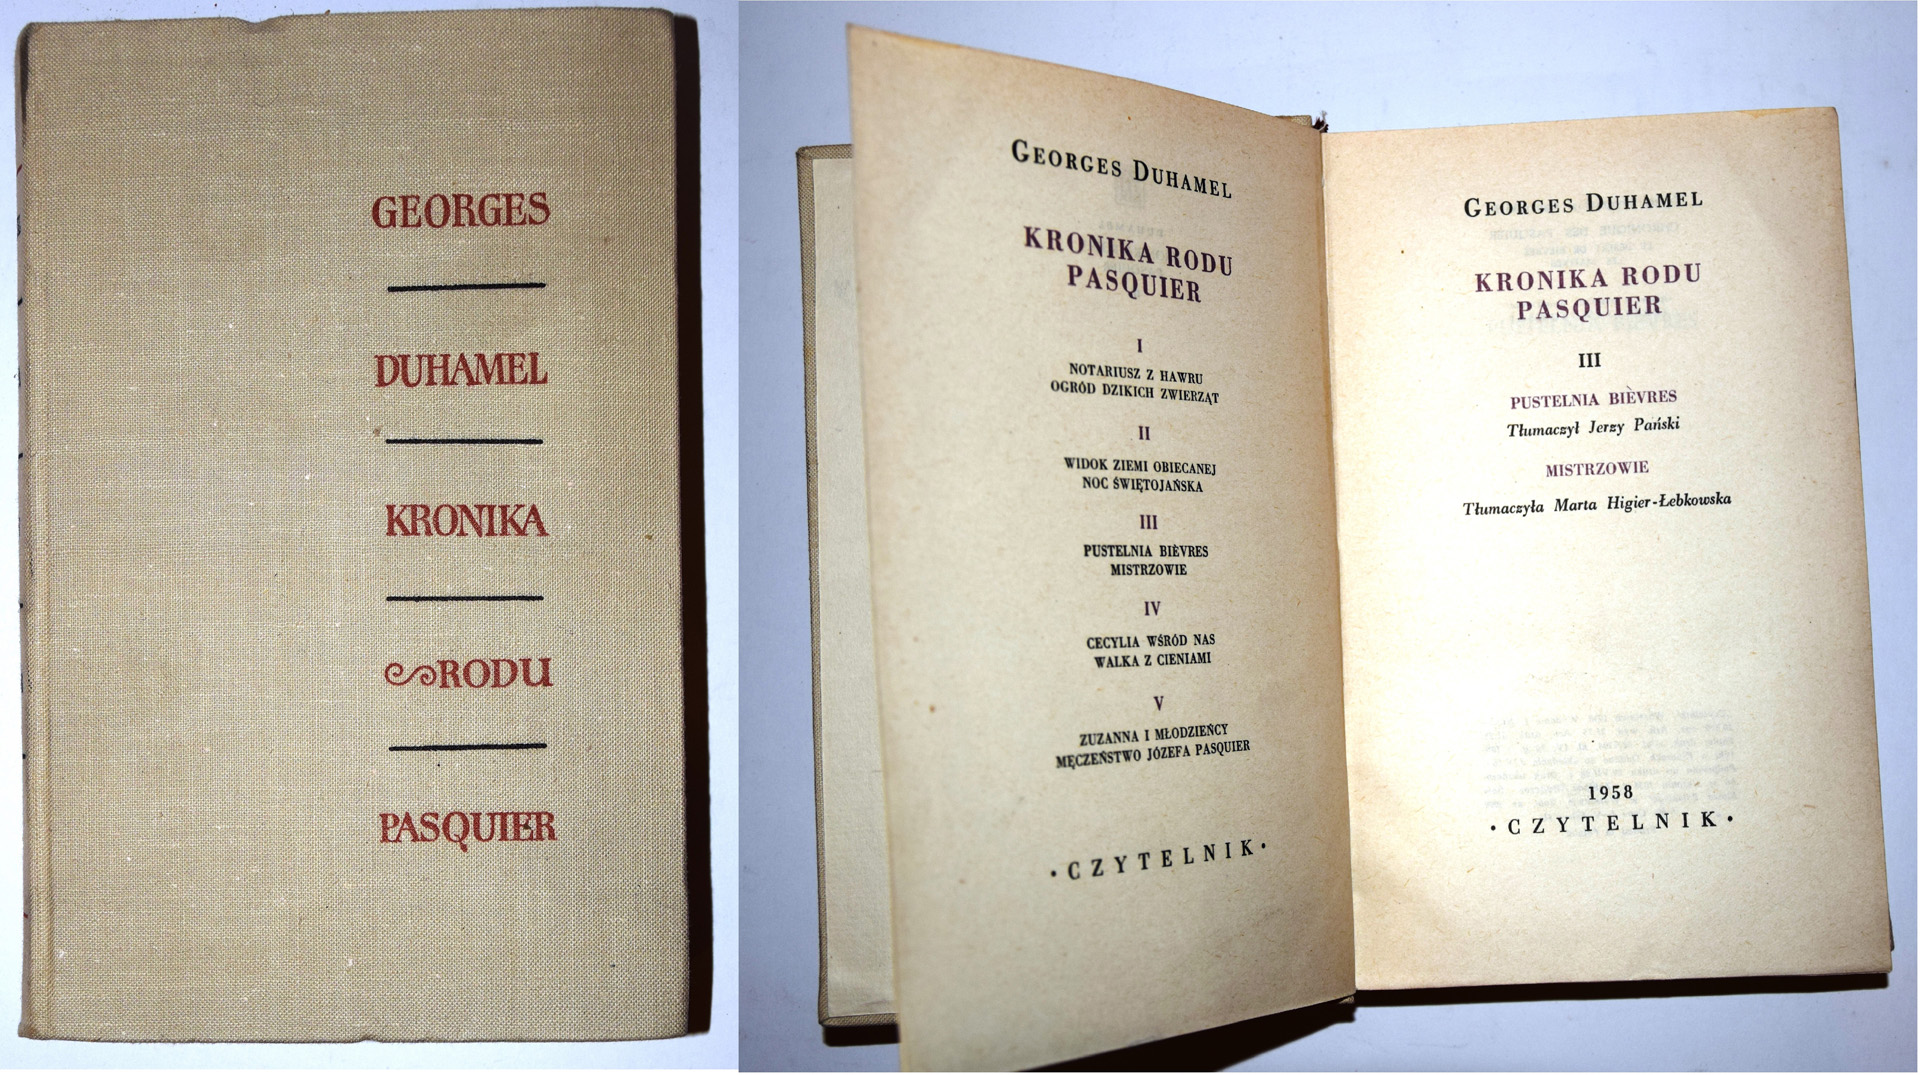 GEORGES
DUHAMEL
KRONIKA
RODU
PASQUIER
GEORGES DUHAMEL
KRONIKA RODU
PASQUIER
I
NOTARIUSZ Z HAWRU
OGRÓD DZIKICH ZWIERZĄT
II
WIDOK ZIEMI OBIECANEJ
NOC ŚWIĘTOJAŃSKA
III
PUSTELNIA BIÈVRES
MISTRZOWIE
IV
CECYLIA WŚRÓD NAS
WALKA Z CIENIAMI
V
ZUZANNA I MŁODZIEŃCY
MĘCZEŃSTWO JÓZEFA PASQUIER
•CZYTELNIK•
GEORGES DUHAMEL
KRONIKA RODU
PASQUIER
III
PUSTELNIA BIÈVRES
Tłumaczył Jerzy Pański
MISTRZOWIE
Tłumaczyła Marta Higier-Łebkowska
1958
•CZYTELNIK•